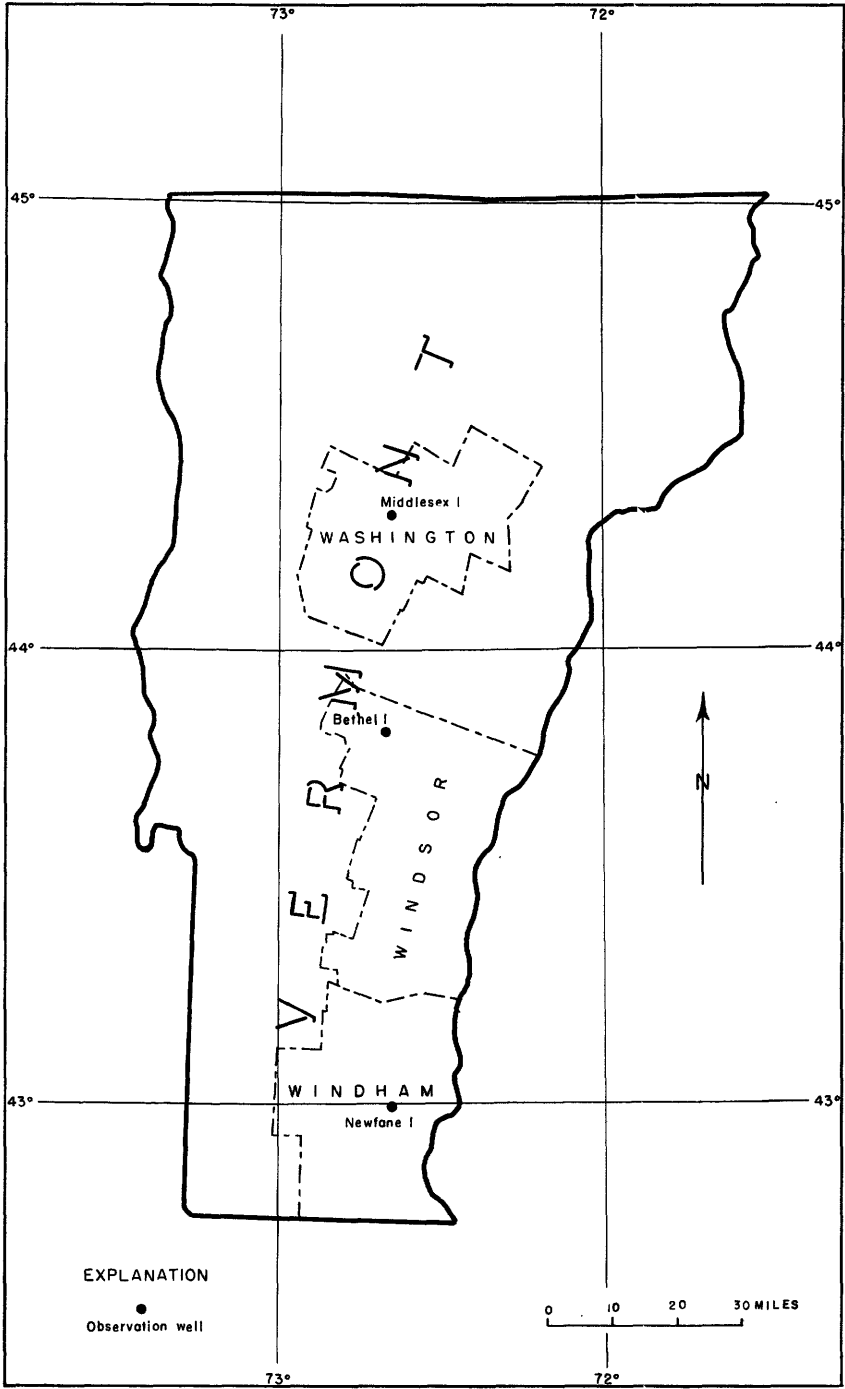 73° 72°
45° 45°
VERMONT
Middlesex 1
WASHINGTON
44° 44°
Bethel 1
N
WINDSOR
WINDHAM
43° 43°
Newfane 1
EXPLANATION
Observation well
0 10 20 30 MILES
73° 72°